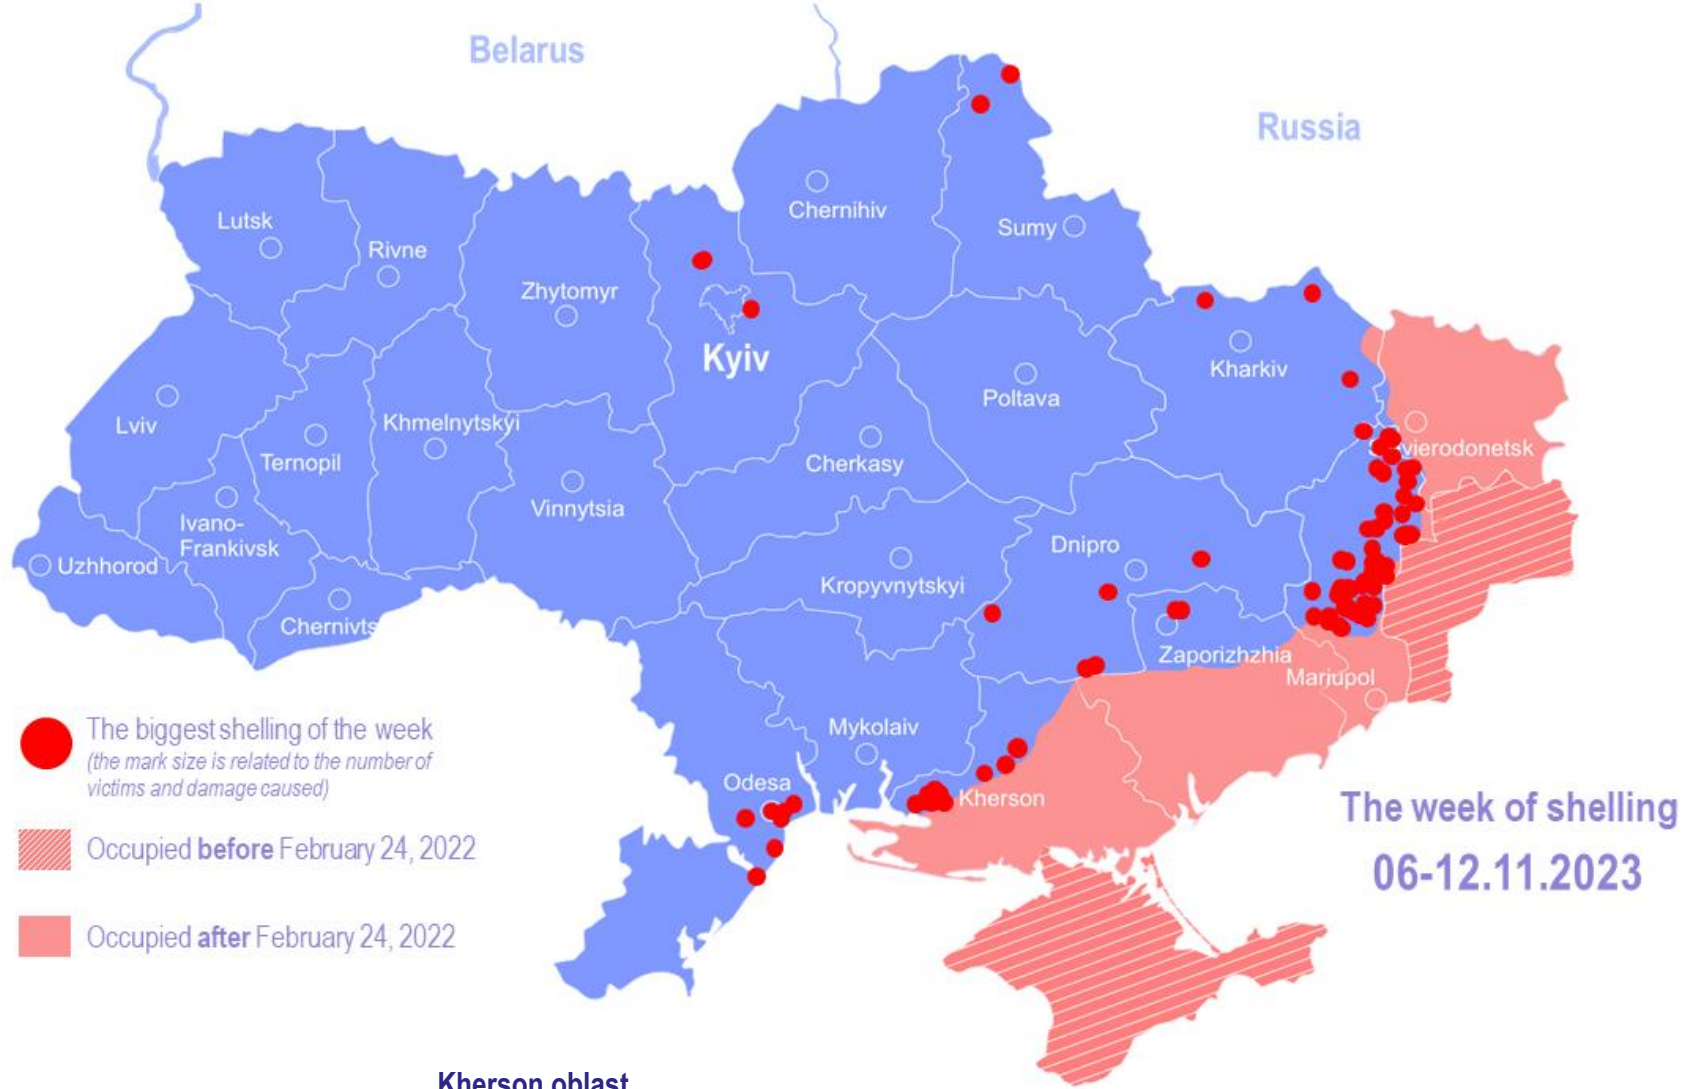 Belarus
Russia
Chernihiv
Sumy
Lutsk
Rivne
Zhytomyr
Kyiv
Kharkiv
Poltava
Lviv
Khmelnytskyi
Ternopil
Cherkasy
vierodonetsk
Vinnytsia
Ivano-
Frankivsk
Dnipro
Uzhhorod
Kropyvnytskyi
Chernivts
Zaporizhzhia
Mariupol
Mykolaiv
Odesa
Kherson
The biggest shelling of the week
(the mark size is related to the number of
victims and damage caused)
Occupied before February 24, 2022
Occupied after February 24, 2022
The week of shelling
06-12.11.2023
Kherson oblast